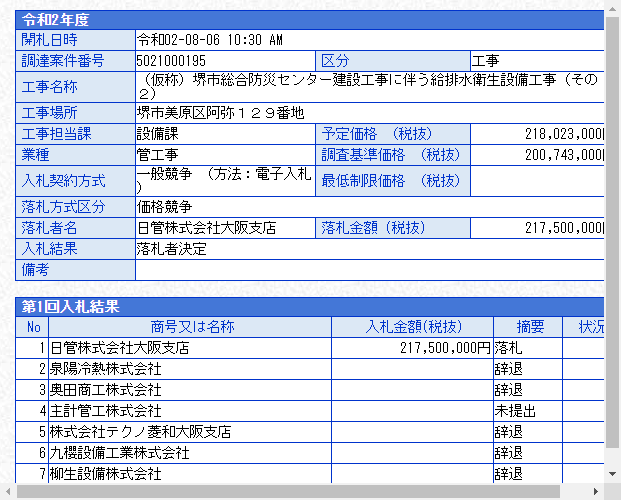 令和2年度
開札日時 令和02-08-06 10:30 AM
調達案件番号 5021000195 区分 工事
工事名称 （仮称）堺市総合防災センター建設工事に伴う給排水衛生設備工事（その
２）
工事場所 堺市美原区阿弥１２９番地
工事担当課 設備課 予定価格 （税抜） 218,023,000
業種 管工事 調査基準価格 （税抜） 200,743,000
入札契約方式 一般競争 （方法：電子入札
） 最低制限価格 （税抜）
落札方式区分 価格競争
落札者名 日管株式会社大阪支店 落札金額（税抜） 217,500,000
入札結果 落札者決定
備考
第1回入札結果
No 商号又は名称 入札金額(税抜) 摘要 状況
1 日管株式会社大阪支店 217,500,000円 落札
2 泉陽冷熱株式会社 辞退
3 奥田商工株式会社 辞退
4 主計管工株式会社 未提出
5 株式会社テクノ菱和大阪支店 辞退
6 九櫻設備工業株式会社 辞退
7 柳生設備株式会社 辞退